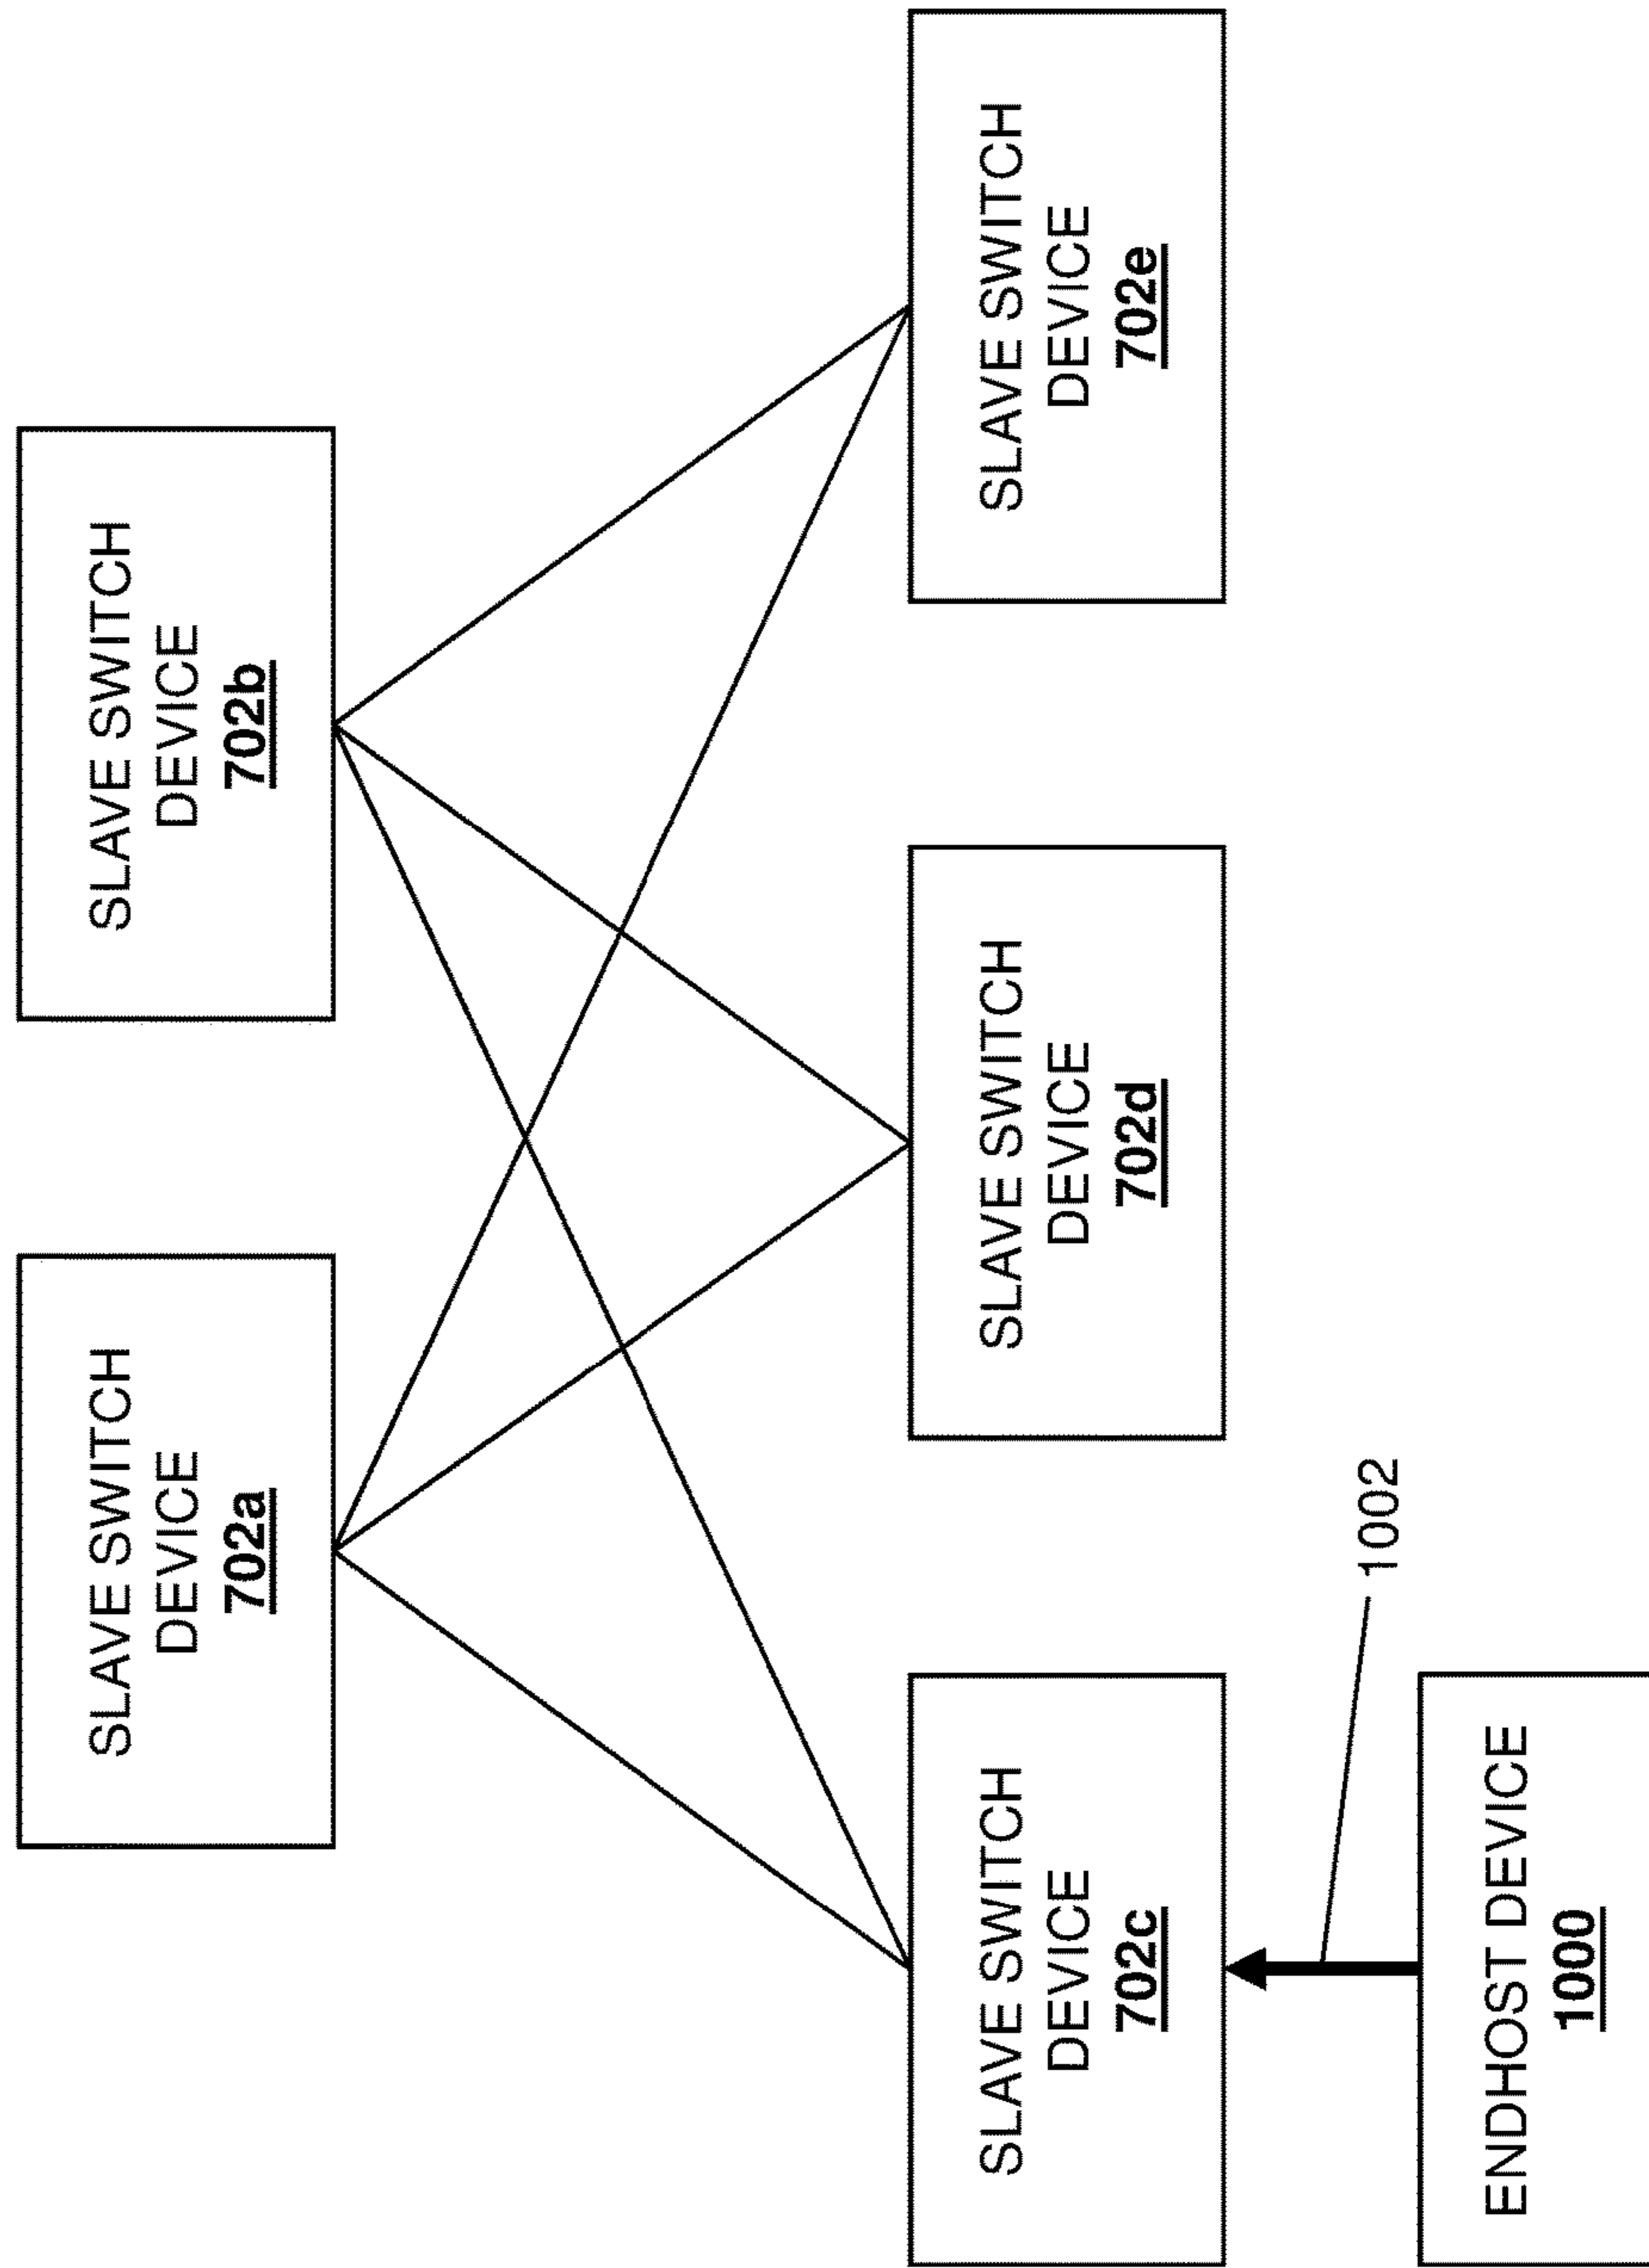 SLAVE SWITCH
DEVICE
702a
SLAVE SWITCH
DEVICE
702b
SLAVE SWITCH
DEVICE
702c
SLAVE SWITCH
DEVICE
702d
SLAVE SWITCH
DEVICE
702e
1002
ENDHOST DEVICE
1000